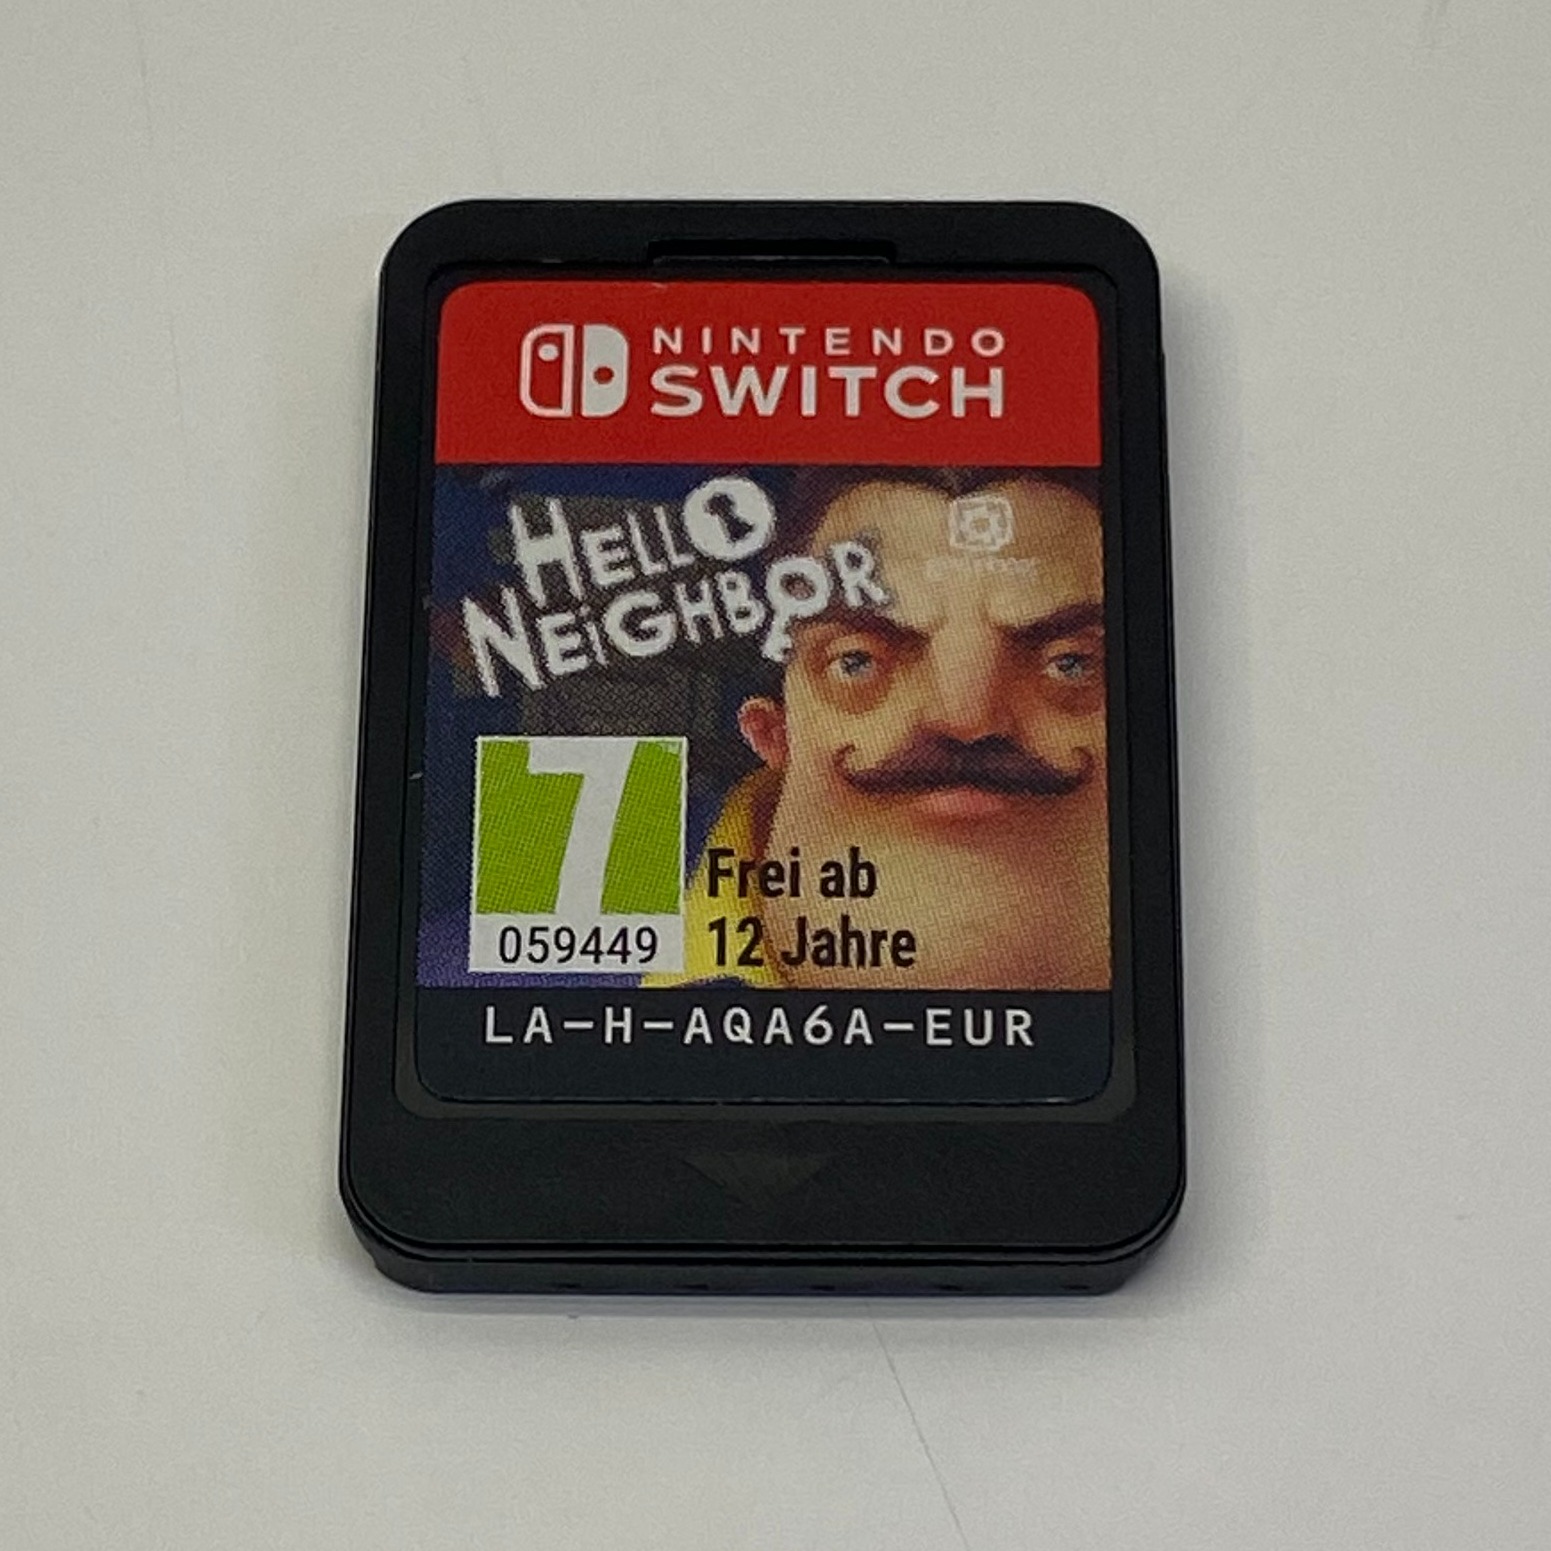 NINTENDO
SWITCH
HELLO
NEiGHBOR
7
059449
Frei ab
12 Jahre
LA-H-AQA6A-EUR